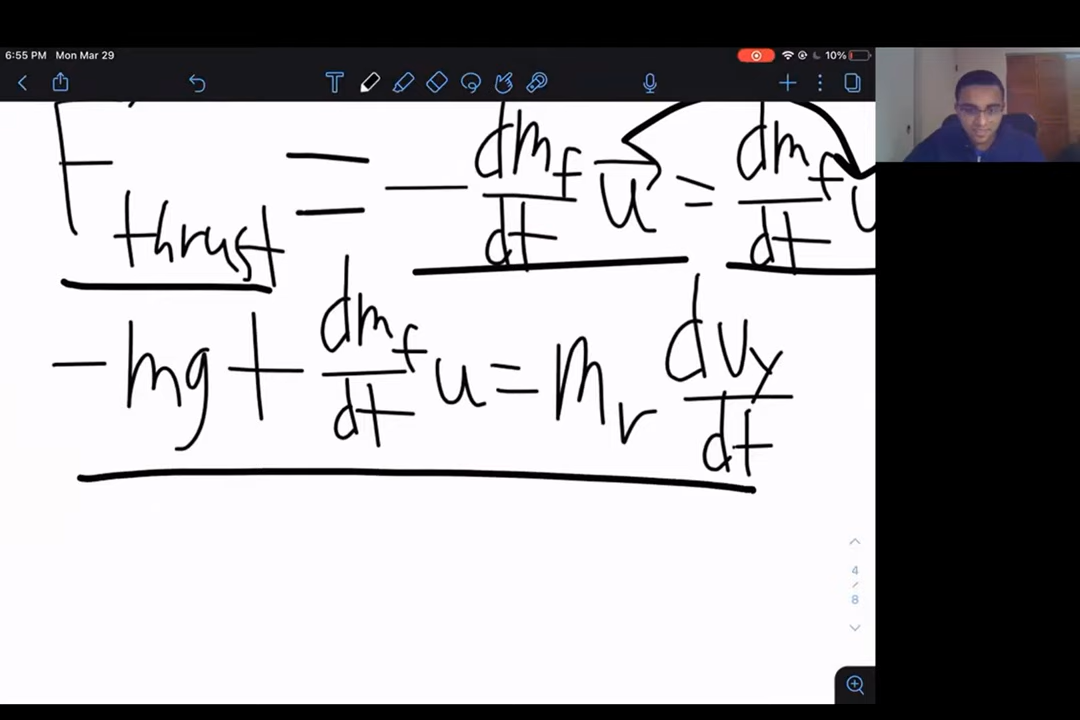 6:55 PM Mon Mar 29 10%
F thrust = - dm_f/dt u = dm_f/dt u
-mg + dm_f/dt u = m_r dv_y/dt
4
/
8